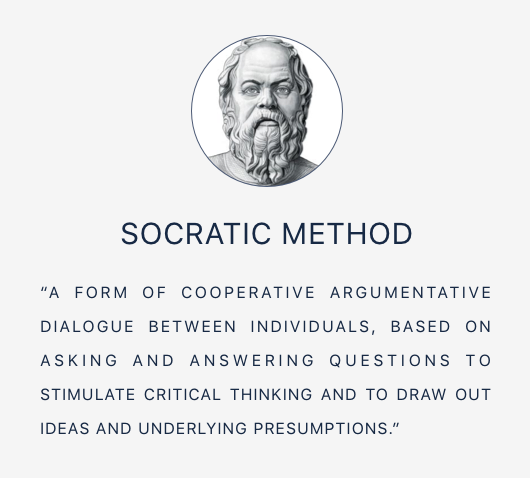 SOCRATIC METHOD
“A FORM OF COOPERATIVE ARGUMENTATIVE
DIALOGUE BETWEEN INDIVIDUALS, BASED ON
ASKING AND ANSWERING QUESTIONS TO
STIMULATE CRITICAL THINKING AND TO DRAW OUT
IDEAS AND UNDERLYING PRESUMPTIONS.”